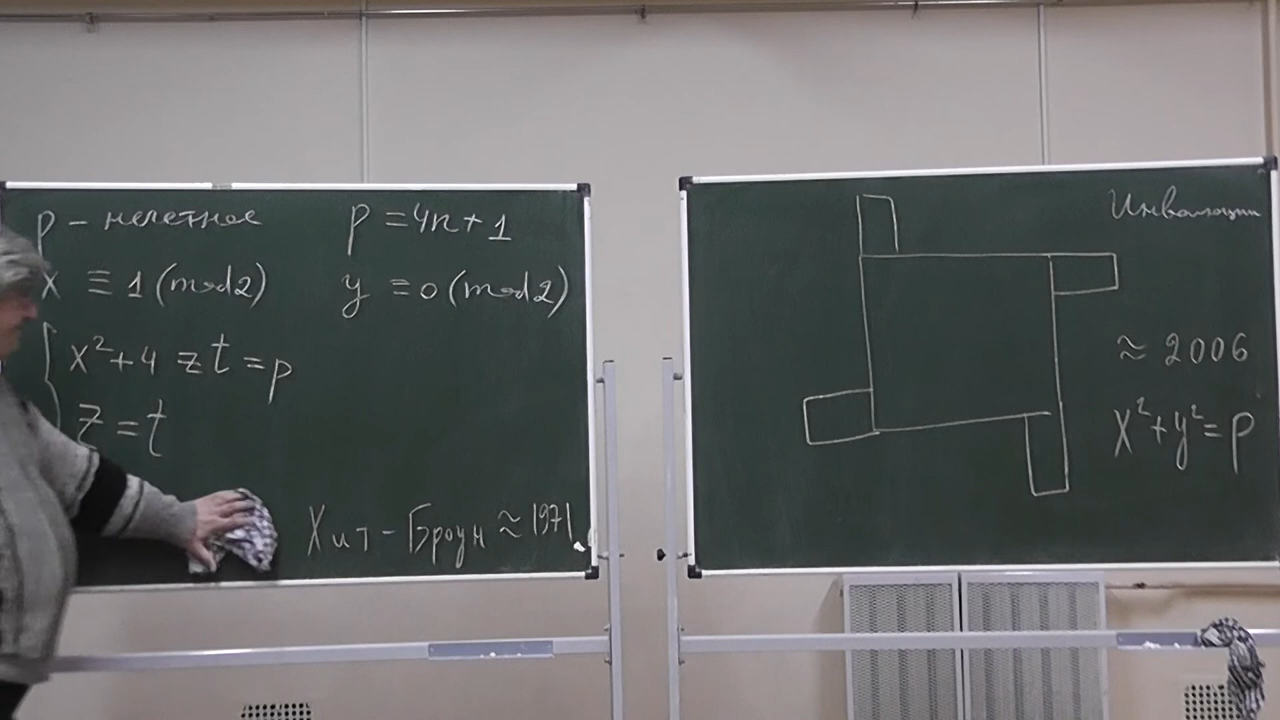 p - нечетное p = 4n + 1
x ≡ 1 (mod 2) y ≡ 0 (mod 2)
x² + 4 z t = p
z = t
Хит - Броун ≈ 1971
Инволюции
≈ 2006
x² + y² = p